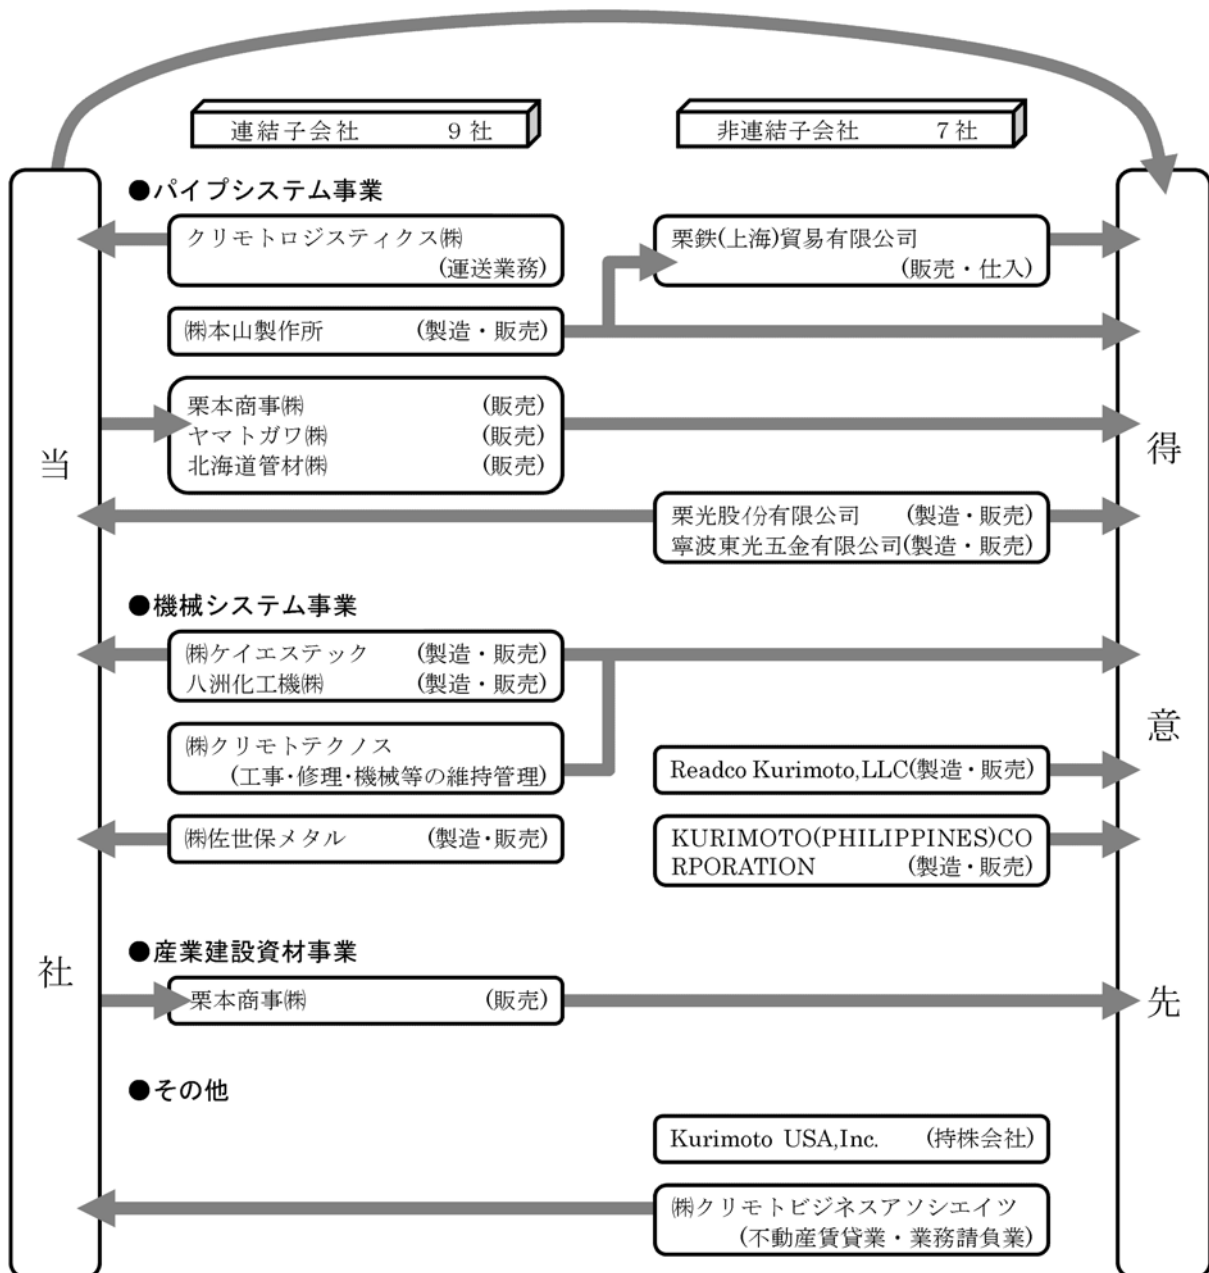 連結子会社 9社
非連結子会社 7社
●パイプシステム事業
クリモトロジスティクス㈱
(運送業務)
栗鉄(上海)貿易有限公司
(販売・仕入)
㈱本山製作所 (製造・販売)
栗本商事㈱ (販売)
ヤマトガワ㈱ (販売)
北海道管材㈱ (販売)
栗光股份有限公司 (製造・販売)
寧波東光五金有限公司(製造・販売)
●機械システム事業
㈱ケイエステック (製造・販売)
八洲化工機㈱ (製造・販売)
㈱クリモトテクノス
(工事・修理・機械等の維持管理)
Readco Kurimoto,LLC(製造・販売)
㈱佐世保メタル (製造・販売)
KURIMOTO(PHILIPPINES)CO
RPORATION (製造・販売)
●産業建設資材事業
栗本商事㈱ (販売)
●その他
Kurimoto USA,Inc. (持株会社)
㈱クリモトビジネスアソシエイツ
(不動産賃貸業・業務請負業)
当社
得意先